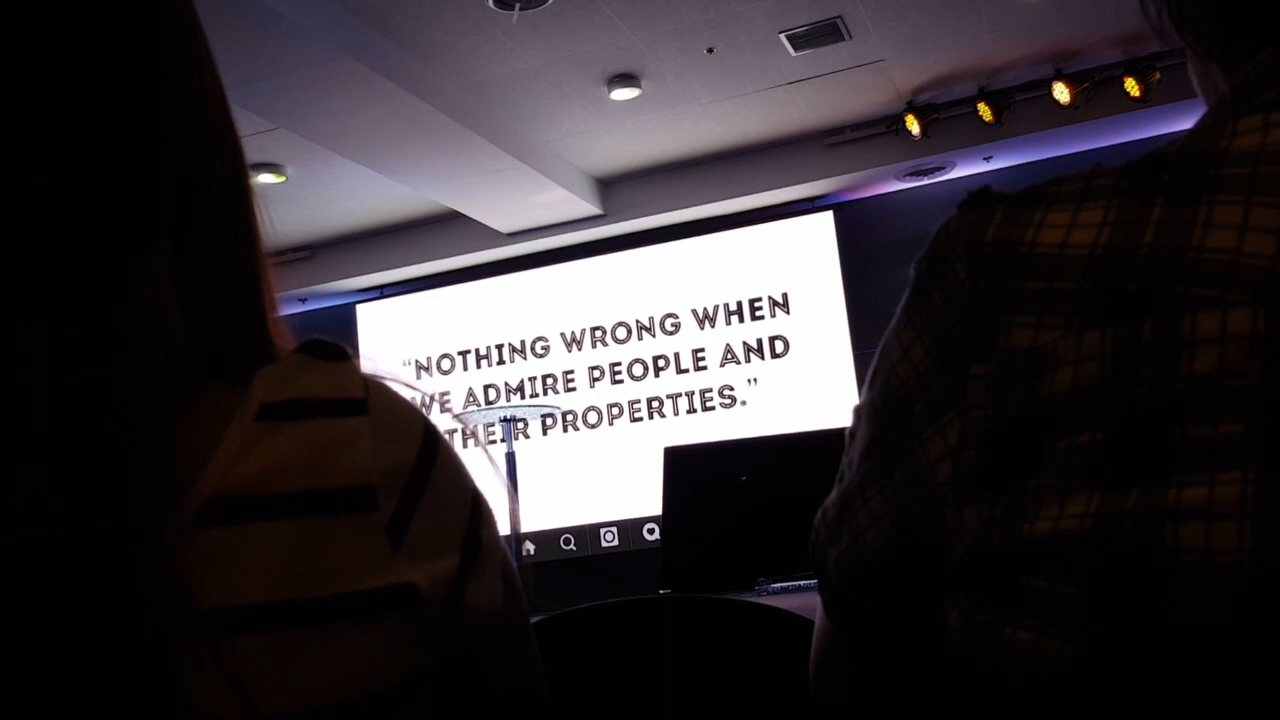 “NOTHING WRONG WHEN
WE ADMIRE PEOPLE AND
THEIR PROPERTIES.”